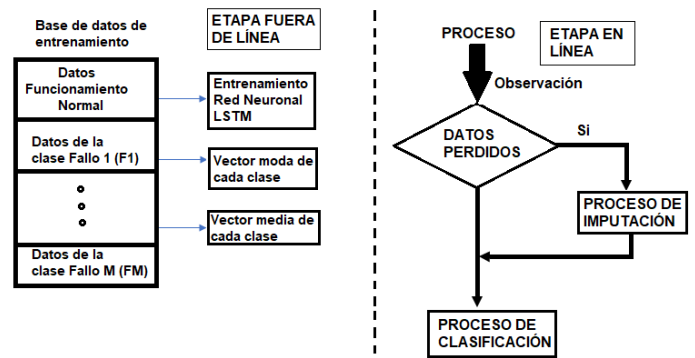 Base de datos de
entrenamiento
ETAPA FUERA
DE LÍNEA
Datos
Funcionamiento
Normal
Entrenamiento
Red Neuronal
LSTM
Datos de la
clase Fallo 1 (F1)
Vector moda de
cada clase
Vector media de
cada clase
Datos de la
clase Fallo M (FM)
PROCESO
ETAPA EN
LÍNEA
Observación
DATOS
PERDIDOS
Si
PROCESO DE
IMPUTACIÓN
PROCESO DE
CLASIFICACIÓN